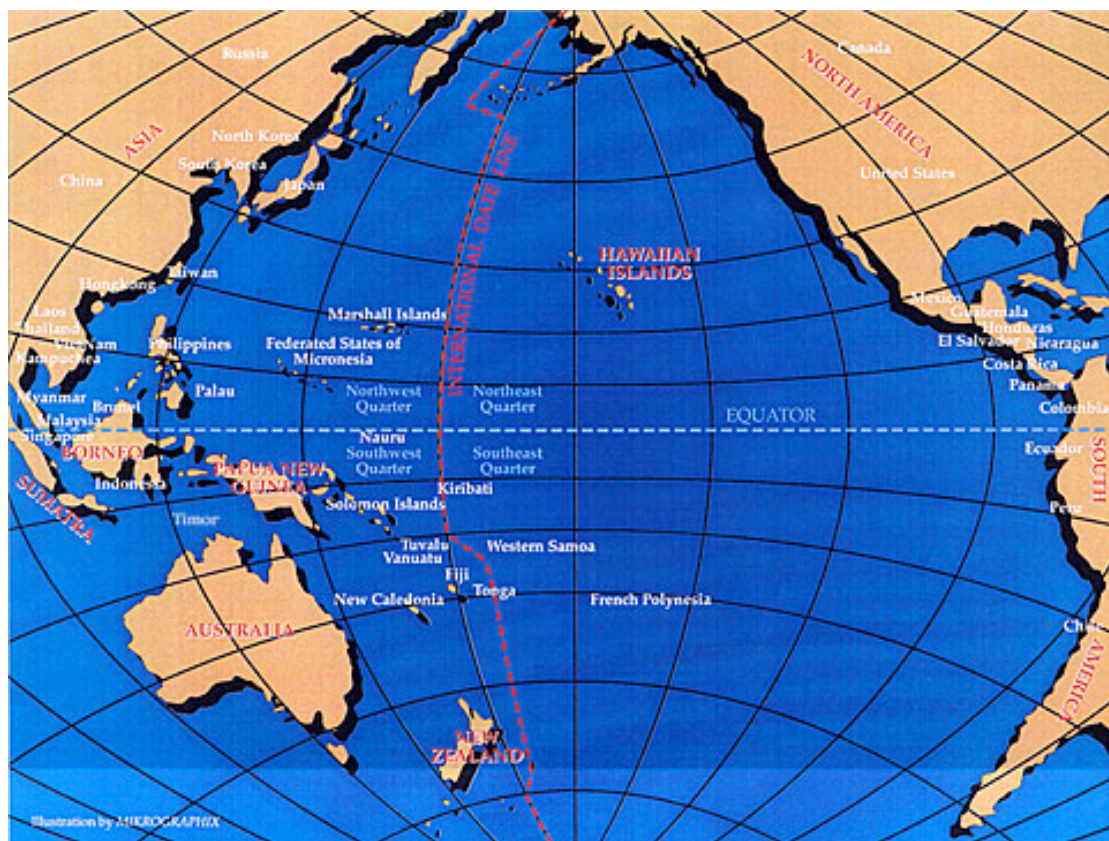 Canada
Russia
NORTH AMERICA
ASIA
North Korea
South Korea
China
Japan
United States
INTERNATIONAL DATE LINE
HAWAIIAN
ISLANDS
Taiwan
Hongkong
Mexico
Laos
Guatemala
Marshall Islands
Thailand
Honduras
Vietnam
Philippines
El Salvador
Nicaragua
Federated States of
Micronesia
Kampuchea
Costa Rica
Panama
Palau
Myanmar
Northwest
Quarter
Northeast
Quarter
Brunei
Colombia
Malaysia
EQUATOR
Singapore
Nauru
BORNEO
Southwest
Quarter
Southeast
Quarter
Ecuador
PAPUA NEW
GUINEA
SUMATRA
Indonesia
Kiribati
Solomon Islands
Peru
Timor
Tuvalu
Western Samoa
Vanuatu
Fiji
Tonga
New Caledonia
French Polynesia
AUSTRALIA
Chile
SOUTH
AMERICA
NEW
ZEALAND
Illustration by MIKROGRAPHIX